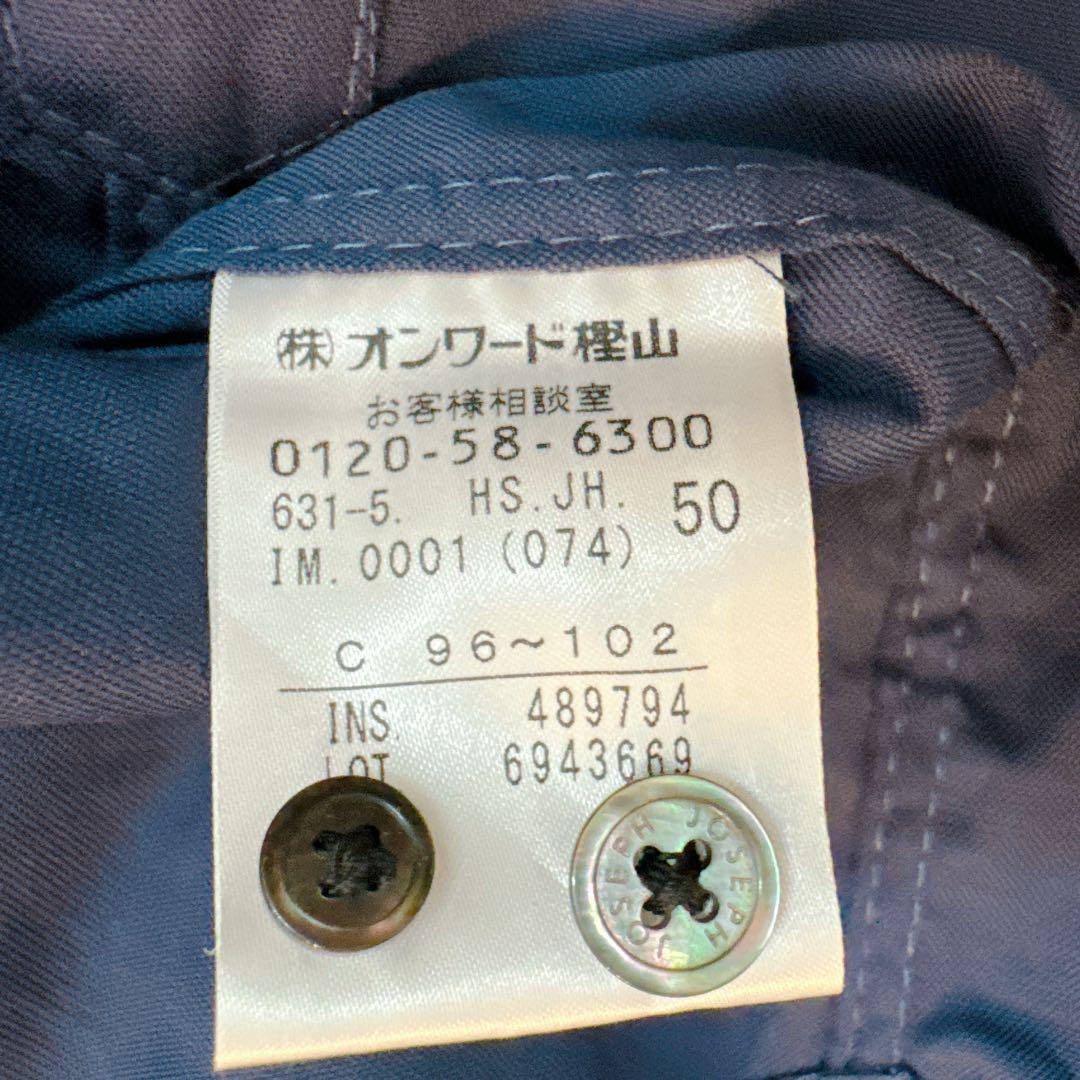 ㈱オンワード樫山
お客様相談室
0120-58-6300
631-5. HS.JH. 50
IM.0001 (074)
C 96~102
INS. 489794
LOT 6943669
JOSEPH JOSEPH